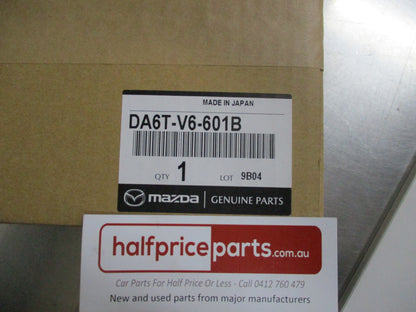 MADE IN JAPAN
DA6T-V6-601B
QTY 1 LOT 9B04
mazda GENUINE PARTS
halfpriceparts.com.au
Car Parts For Half Price Or Less - Call 0412 760 479
New and used parts from major manufacturers